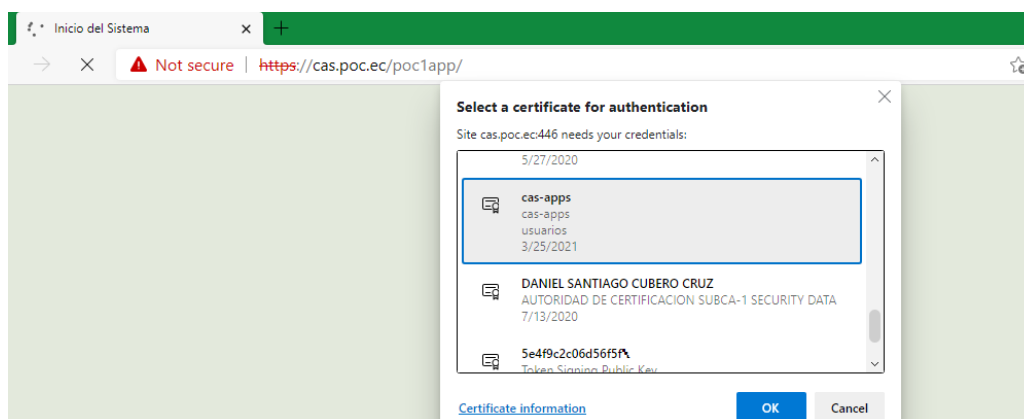 Inicio del Sistema
Not secure | https://cas.poc.ec/poc1app/
Select a certificate for authentication
Site cas.poc.ec:446 needs your credentials:
5/27/2020
cas-apps
cas-apps
usuarios
3/25/2021
DANIEL SANTIAGO CUBERO CRUZ
AUTORIDAD DE CERTIFICACION SUBCA-1 SECURITY DATA
7/13/2020
Token Signing Public Key
Certificate information
OK
Cancel